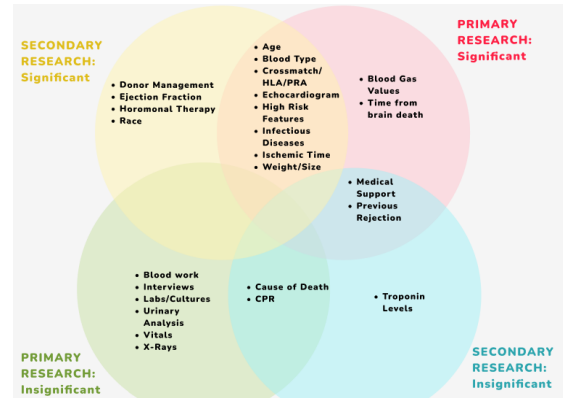 SECONDARY
RESEARCH:
Significant
PRIMARY
RESEARCH:
Significant
• Donor Management
• Ejection Fraction
• Horomonal Therapy
• Race
• Age
• Blood Type
• Crossmatch/
HLA/PRA
• Echocardiogram
• High Risk
Features
• Infectious
Diseases
• Ischemic Time
• Weight/Size
• Blood Gas
Values
• Time from
brain death
• Medical
Support
• Previous
Rejection
• Blood work
• Interviews
• Labs/Cultures
• Urinary
Analysis
• Vitals
• X-Rays
• Cause of Death
• CPR
• Troponin
Levels
PRIMARY
RESEARCH:
Insignificant
SECONDARY
RESEARCH:
Insignificant